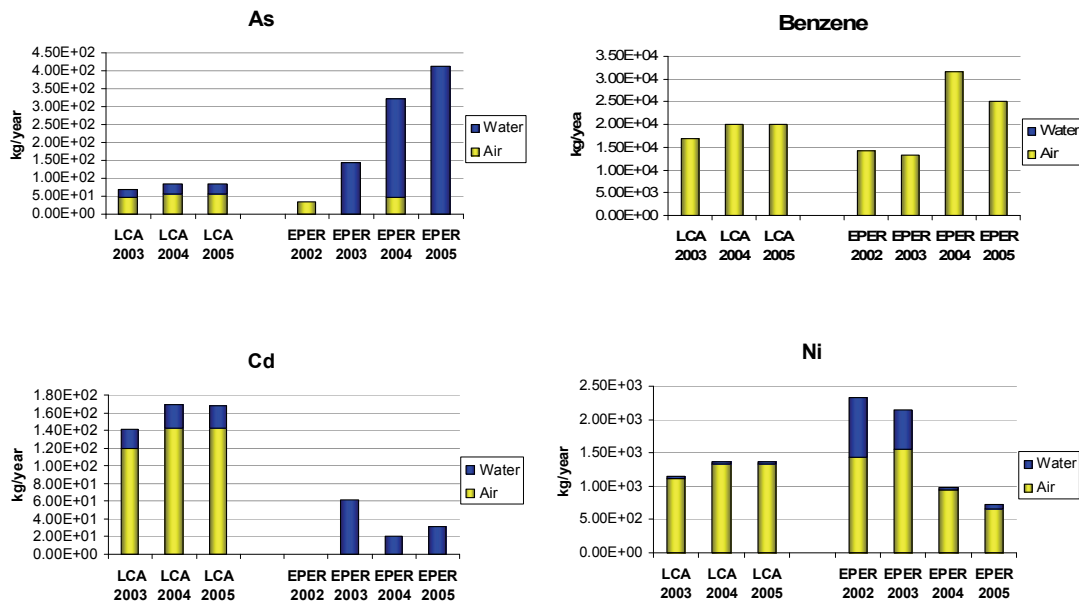 As
4.50E+02
4.00E+02
3.50E+02
3.00E+02
2.50E+02
2.00E+02
1.50E+02
1.00E+02
5.00E+01
0.00E+00
kg/year
LCA 2003
LCA 2004
LCA 2005
EPER 2002
EPER 2003
EPER 2004
EPER 2005
Water
Air
Benzene
3.50E+04
3.00E+04
2.50E+04
2.00E+04
1.50E+04
1.00E+04
5.00E+03
0.00E+00
kg/yea
LCA 2003
LCA 2004
LCA 2005
EPER 2002
EPER 2003
EPER 2004
EPER 2005
Water
Air
Cd
1.80E+02
1.60E+02
1.40E+02
1.20E+02
1.00E+02
8.00E+01
6.00E+01
4.00E+01
2.00E+01
0.00E+00
kg/year
LCA 2003
LCA 2004
LCA 2005
EPER 2002
EPER 2003
EPER 2004
EPER 2005
Water
Air
Ni
2.50E+03
2.00E+03
1.50E+03
1.00E+03
5.00E+02
0.00E+00
kg/year
LCA 2003
LCA 2004
LCA 2005
EPER 2002
EPER 2003
EPER 2004
EPER 2005
Water
Air